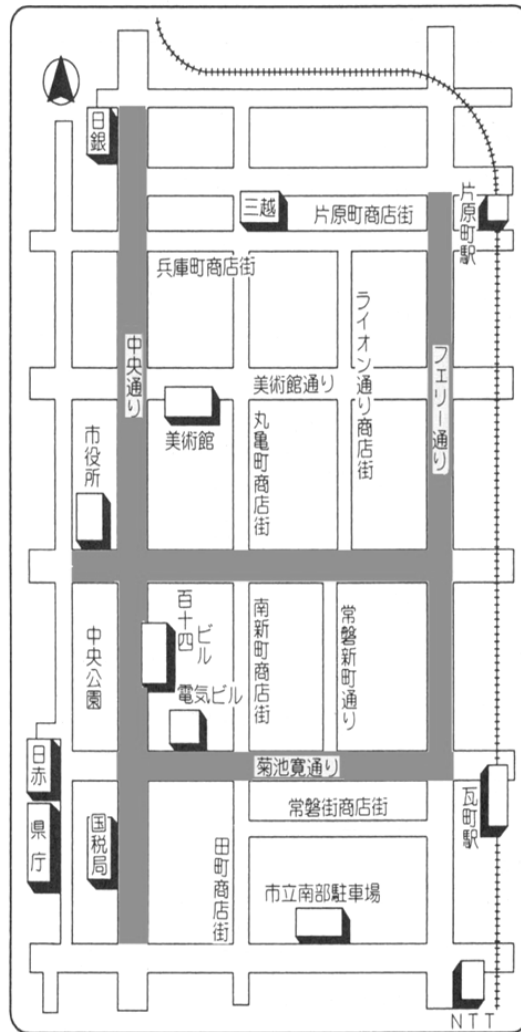 日銀
三越
片原町商店街
片原町駅
兵庫町商店街
中央通り
ライオン通り商店街
フェリー通り
美術館通り
美術館
丸亀町商店街
市役所
百十四
ビル
南新町商店街
常磐新町通り
中央公園
電気ビル
日赤
菊池寛通り
瓦町駅
県庁
国税局
常磐街商店街
田町商店街
市立南部駐車場
NTT